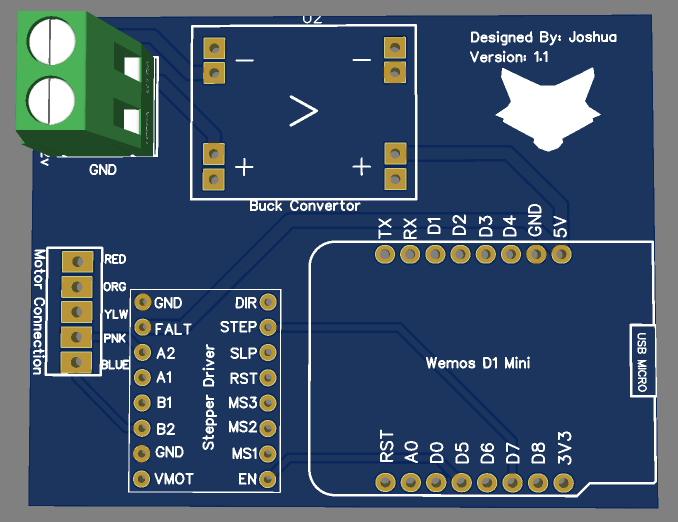 U2
Designed By: Joshua
Version: 1.1
GND
Buck Convertor
TX RX D1 D2 D3 D4 GND 5V
Motor Connection
RED
ORG
YLW
PNK
BLUE
GND DIR
FALT STEP
A2 SLP
A1 RST
B1 MS3
B2 MS2
GND MS1
VMOT EN
Stepper Driver
Wemos D1 Mini
USB MICRO
RST A0 D0 D5 D6 D7 D8 3V3